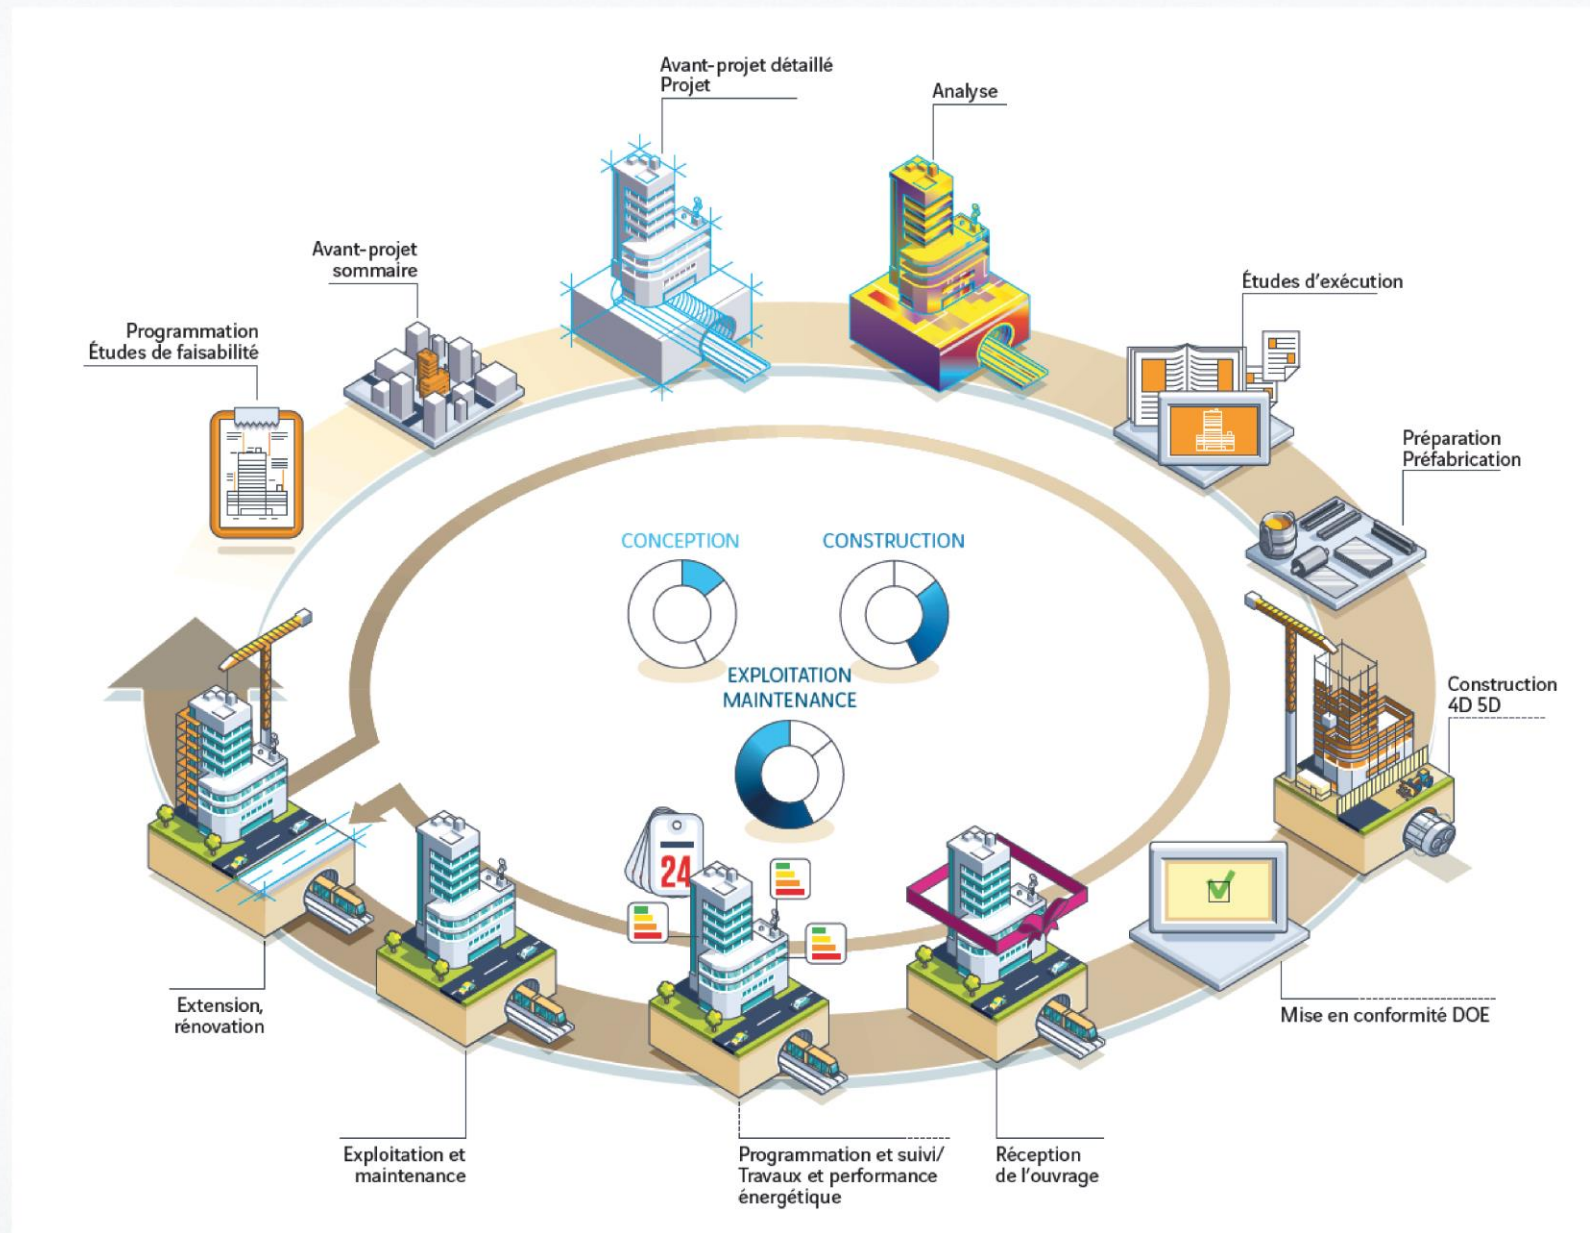 Avant-projet détaillé
Projet
Analyse
Avant-projet
sommaire
Études d'exécution
Programmation
Études de faisabilité
Préparation
Préfabrication
CONCEPTION
CONSTRUCTION
EXPLOITATION
MAINTENANCE
Construction
4D 5D
24
Extension,
rénovation
Mise en conformité DOE
Exploitation et
maintenance
Programmation et suivi/
Travaux et performance
énergétique
Réception
de l'ouvrage